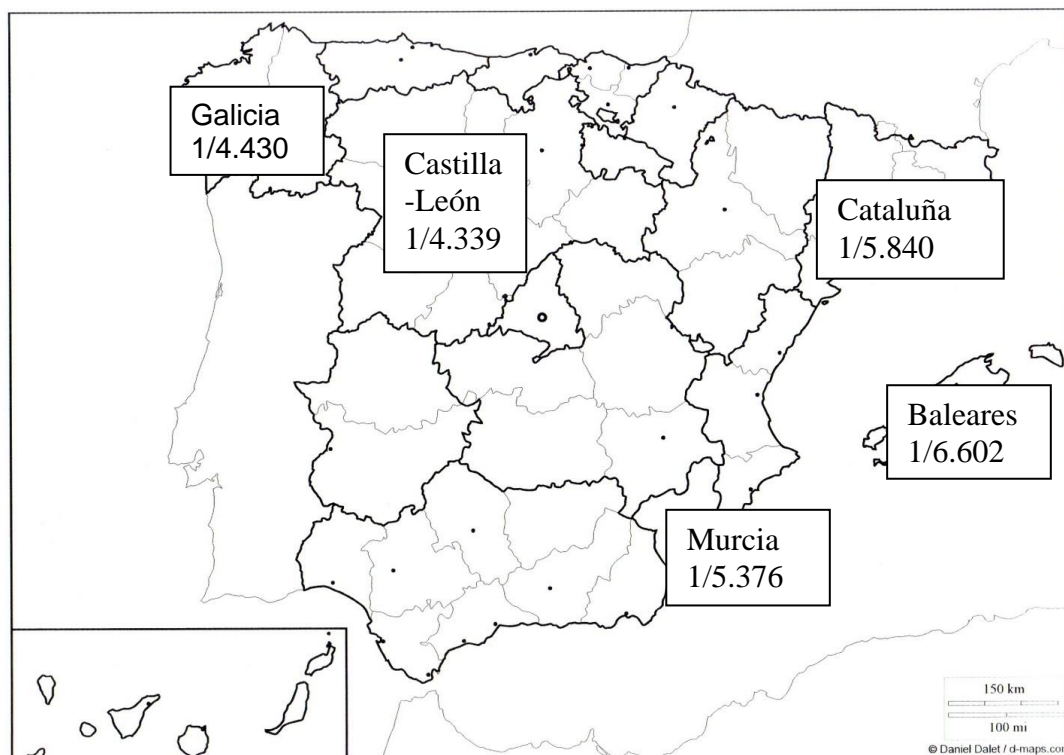 Galicia
1/4.430
Castilla
-León
1/4.339
Cataluña
1/5.840
Baleares
1/6.602
Murcia
1/5.376
150 km
100 mi
© Daniel Dalet / d-maps.com